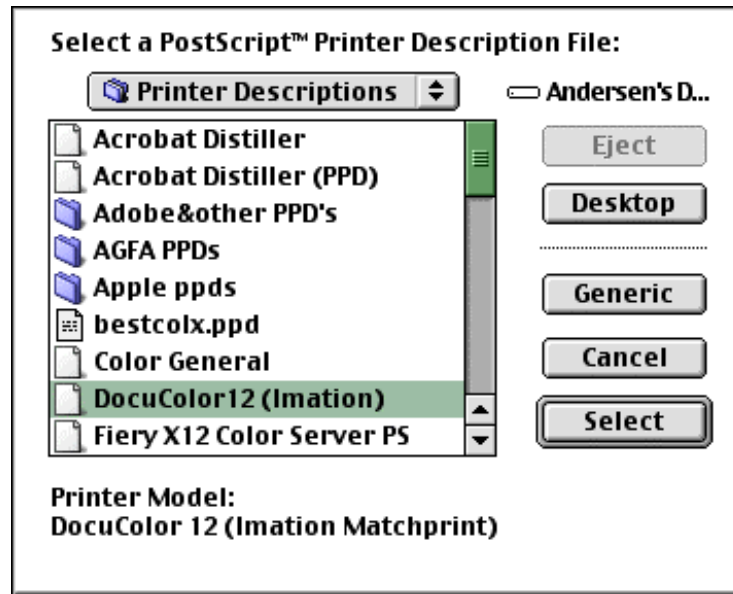 Select a PostScript™ Printer Description File:
Printer Descriptions
Andersen's D...
Acrobat Distiller
Acrobat Distiller (PPD)
Adobe&other PPD's
AGFA PPDs
Apple ppds
bestcolx.ppd
Color General
DocuColor12 (Imation)
Fiery X12 Color Server PS
Eject
Desktop
Generic
Cancel
Select
Printer Model:
DocuColor 12 (Imation Matchprint)